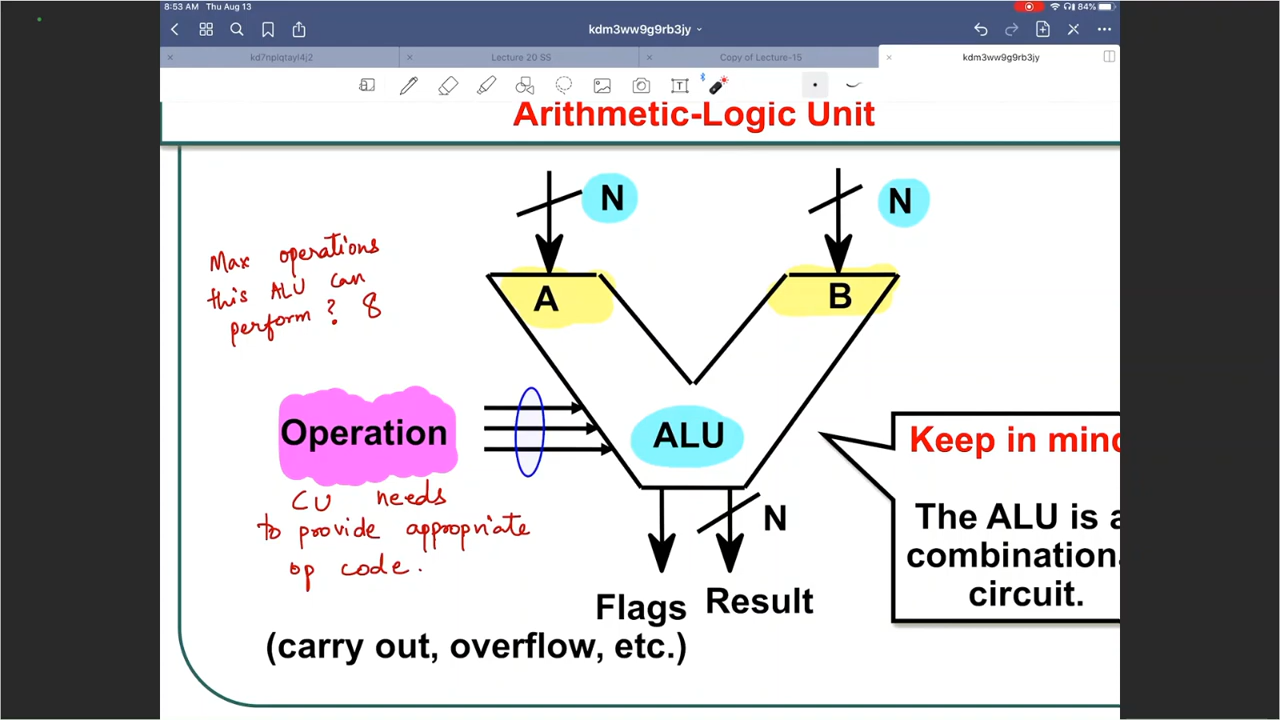 8:53 AM Thu Aug 13
84%
kdm3ww9g9rb3jy
kd7nplqtayl4j2
Lecture 20 SS
Copy of Lecture-15
kdm3ww9g9rb3jy
T
Arithmetic-Logic Unit
N
N
Max operations
this ALU can
perform? 8
A
B
Operation
ALU
Keep in mind
The ALU is a
combination
circuit.
CU needs
to provide appropriate
op code.
N
Flags
Result
(carry out, overflow, etc.)